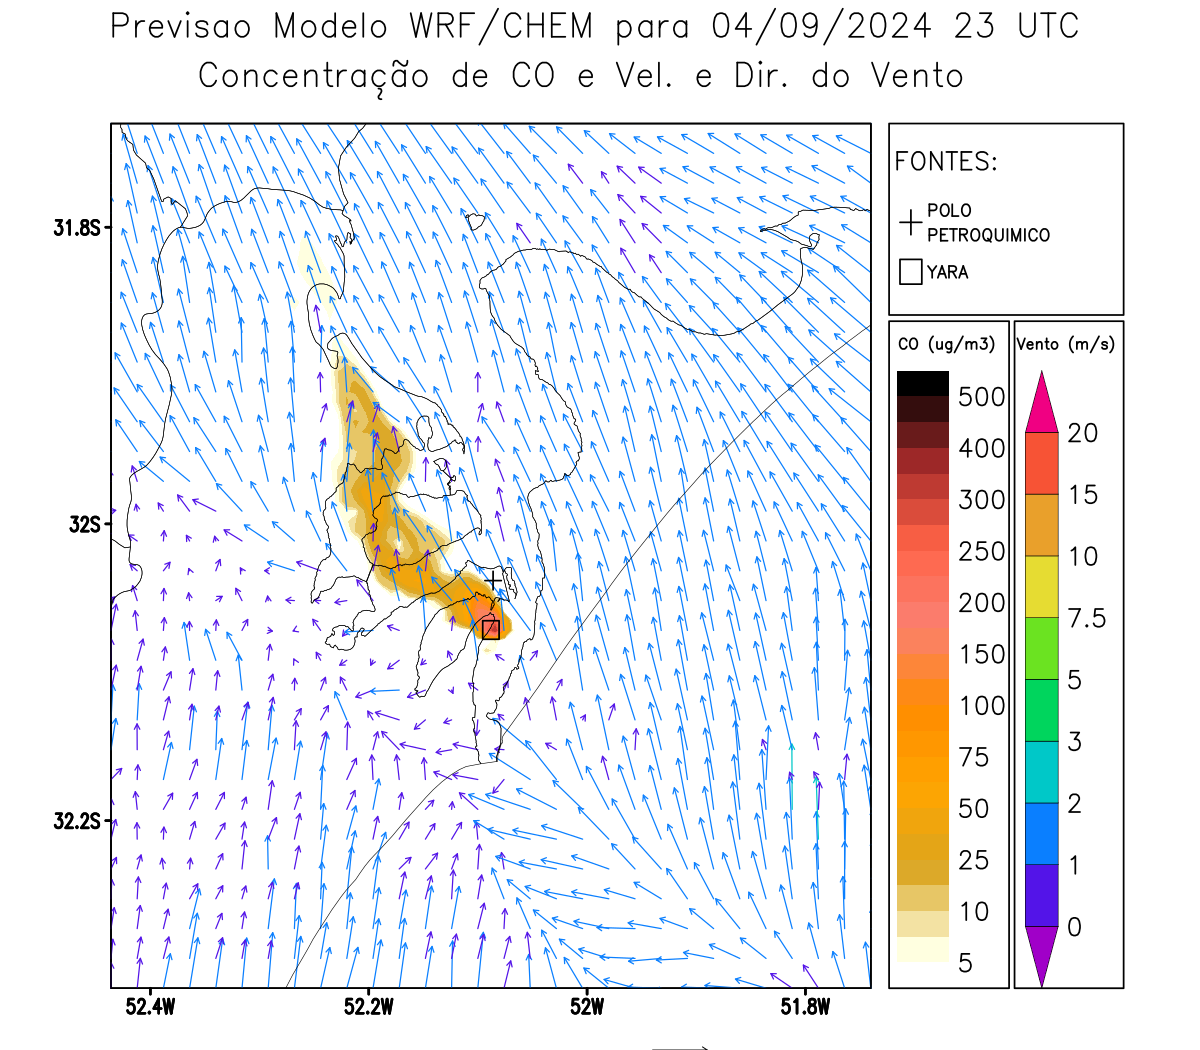 Previsao Modelo WRF/CHEM para 04/09/2024 23 UTC
Concentração de CO e Vel. e Dir. do Vento
FONTES:
POLO
PETROQUIMICO
YARA
CO (ug/m3)
500
400
300
250
200
150
100
75
50
25
10
5
Vento (m/s)
20
15
10
7.5
5
3
2
1
0
31.8S
32S
32.2S
52.4W
52.2W
52W
51.8W